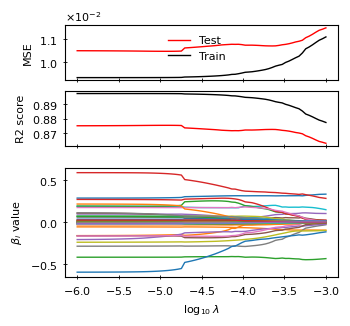 ×10⁻²
1.1
1.0
MSE
Test
Train
0.89
0.88
0.87
R2 score
0.5
0.0
−0.5
βᵢ value
−6.0 −5.5 −5.0 −4.5 −4.0 −3.5 −3.0
log₁₀ λ